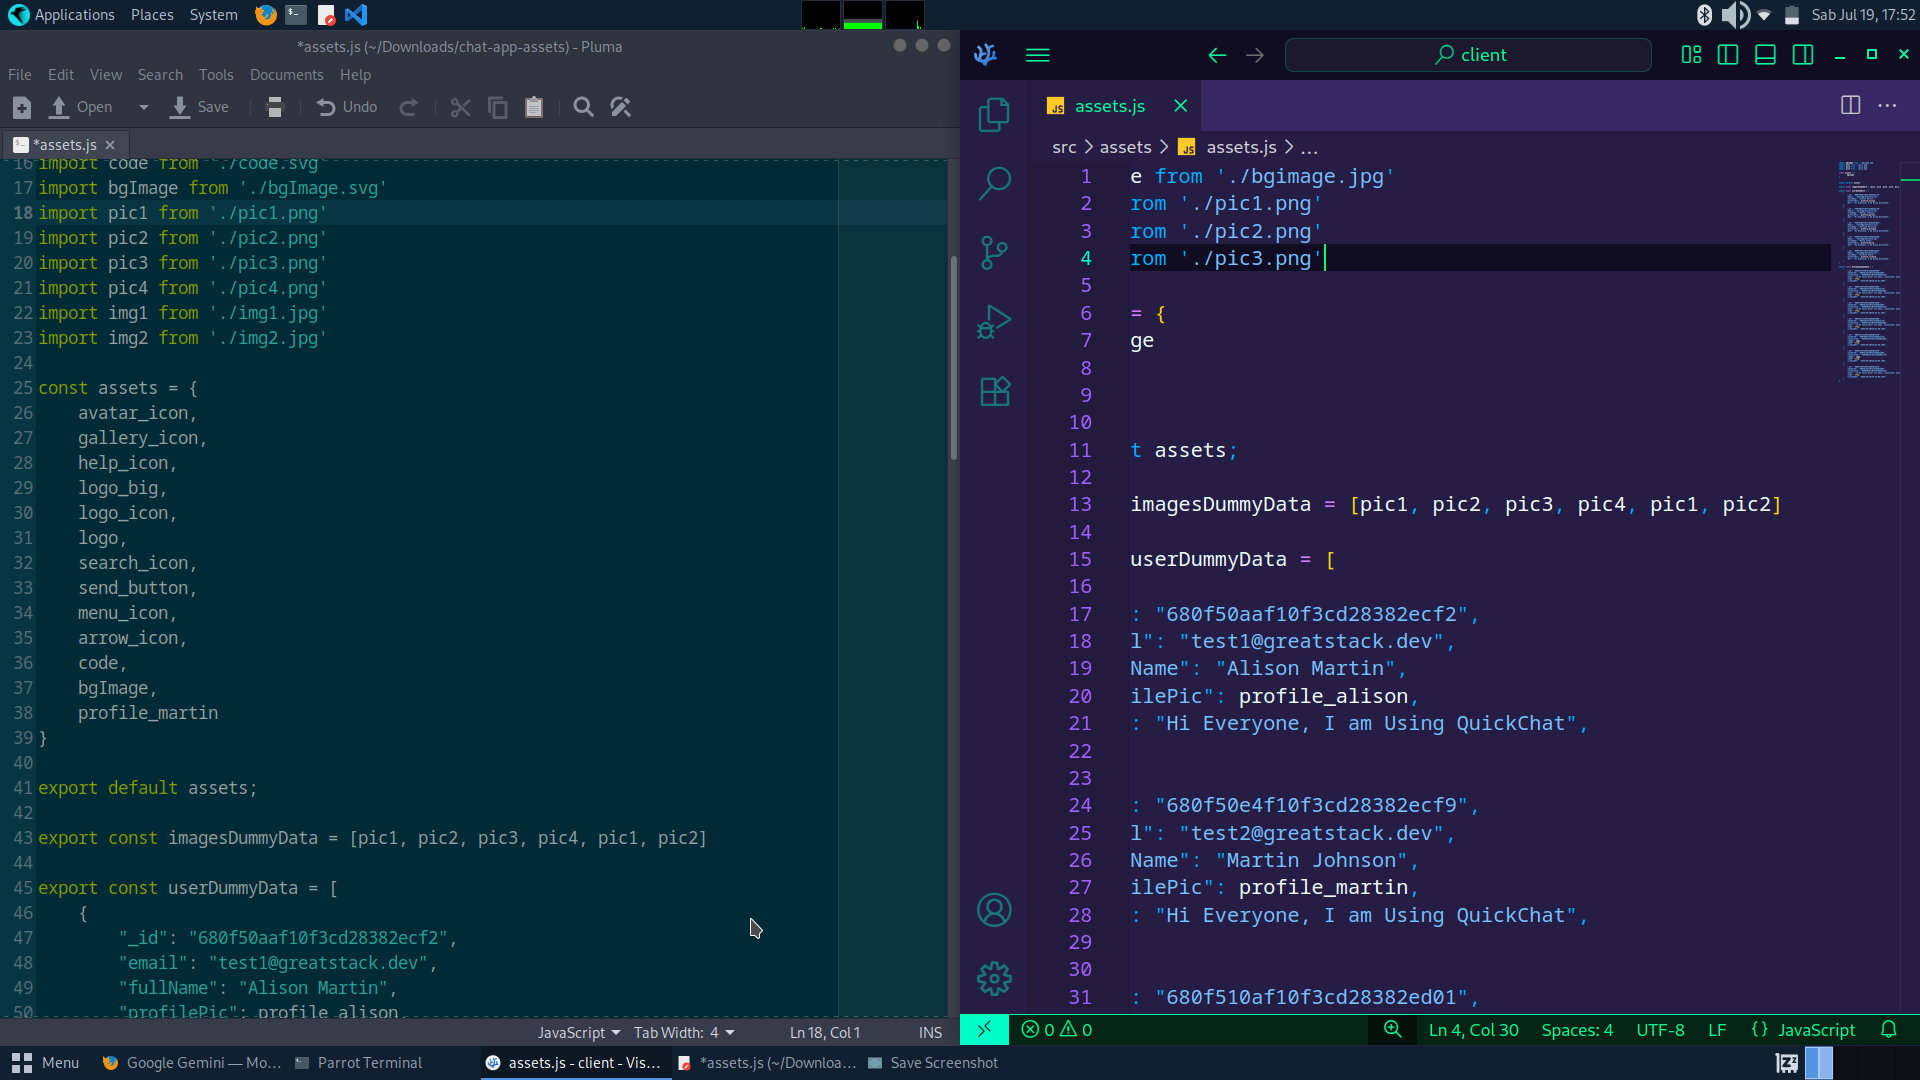 Applications Places System
Sab Jul 19, 17:52
*assets.js (~/Downloads/chat-app-assets) - Pluma
File Edit View Search Tools Documents Help
Open Save Undo
*assets.js
16 import code from './code.svg'
17 import bgImage from './bgImage.svg'
18 import pic1 from './pic1.png'
19 import pic2 from './pic2.png'
20 import pic3 from './pic3.png'
21 import pic4 from './pic4.png'
22 import img1 from './img1.jpg'
23 import img2 from './img2.jpg'
24
25 const assets = {
26 avatar_icon,
27 gallery_icon,
28 help_icon,
29 logo_big,
30 logo_icon,
31 logo,
32 search_icon,
33 send_button,
34 menu_icon,
35 arrow_icon,
36 code,
37 bgImage,
38 profile_martin
39 }
40
41 export default assets;
42
43 export const imagesDummyData = [pic1, pic2, pic3, pic4, pic1, pic2]
44
45 export const userDummyData = [
46 {
47 "_id": "680f50aaf10f3cd28382ecf2",
48 "email": "test1@greatstack.dev",
49 "fullName": "Alison Martin",
50 "profilePic": profile_alison,
JavaScript Tab Width: 4 Ln 18, Col 1 INS
client
JS assets.js
src > assets > JS assets.js > ...
1 e from './bgimage.jpg'
2 rom './pic1.png'
3 rom './pic2.png'
4 rom './pic3.png'
5
6 = {
7 ge
8
9
10
11 t assets;
12
13 imagesDummyData = [pic1, pic2, pic3, pic4, pic1, pic2]
14
15 userDummyData = [
16
17 : "680f50aaf10f3cd28382ecf2",
18 l": "test1@greatstack.dev",
19 Name": "Alison Martin",
20 ilePic": profile_alison,
21 : "Hi Everyone, I am Using QuickChat",
22
23
24 : "680f50e4f10f3cd28382ecf9",
25 l": "test2@greatstack.dev",
26 Name": "Martin Johnson",
27 ilePic": profile_martin,
28 : "Hi Everyone, I am Using QuickChat",
29
30
31 : "680f510af10f3cd28382ed01",
0 0 Ln 4, Col 30 Spaces: 4 UTF-8 LF {} JavaScript
Menu Google Gemini — Mo... Parrot Terminal assets.js - client - Vis... *assets.js (~/Downloa... Save Screenshot